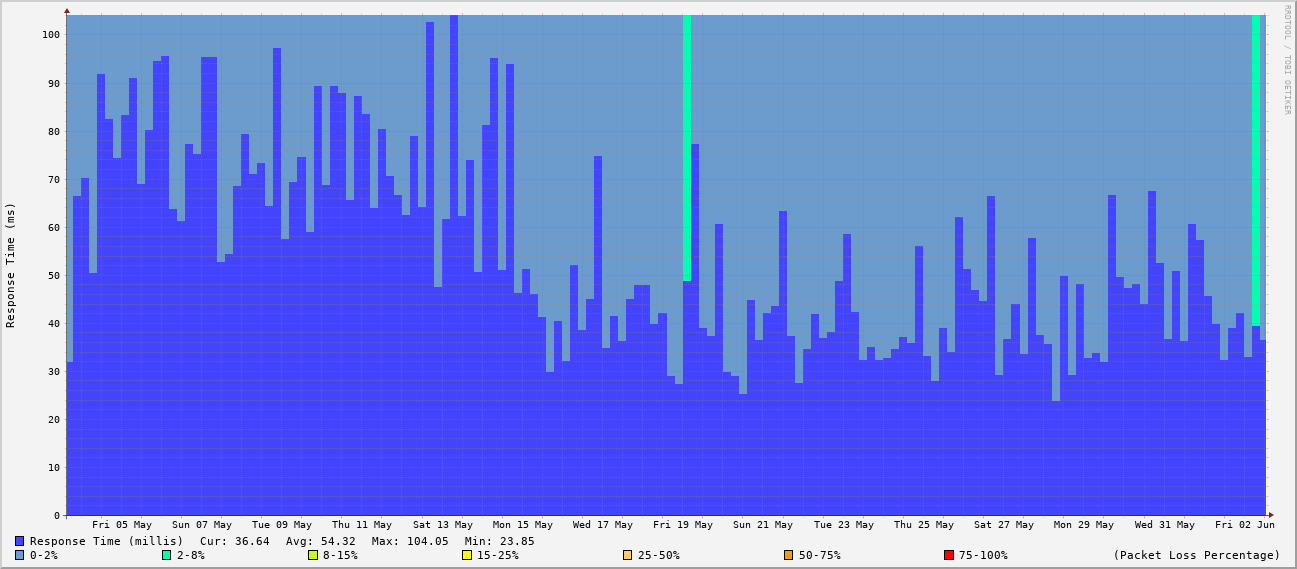 RRDTOOL / TOBI OETIKER
Response Time (ms)
100
90
80
70
60
50
40
30
20
10
0
Fri 05 May Sun 07 May Tue 09 May Thu 11 May Sat 13 May Mon 15 May Wed 17 May Fri 19 May Sun 21 May Tue 23 May Thu 25 May Sat 27 May Mon 29 May Wed 31 May Fri 02 Jun
Response Time (millis) Cur: 36.64 Avg: 54.32 Max: 104.05 Min: 23.85
0-2% 2-8% 8-15% 15-25% 25-50% 50-75% 75-100% (Packet Loss Percentage)